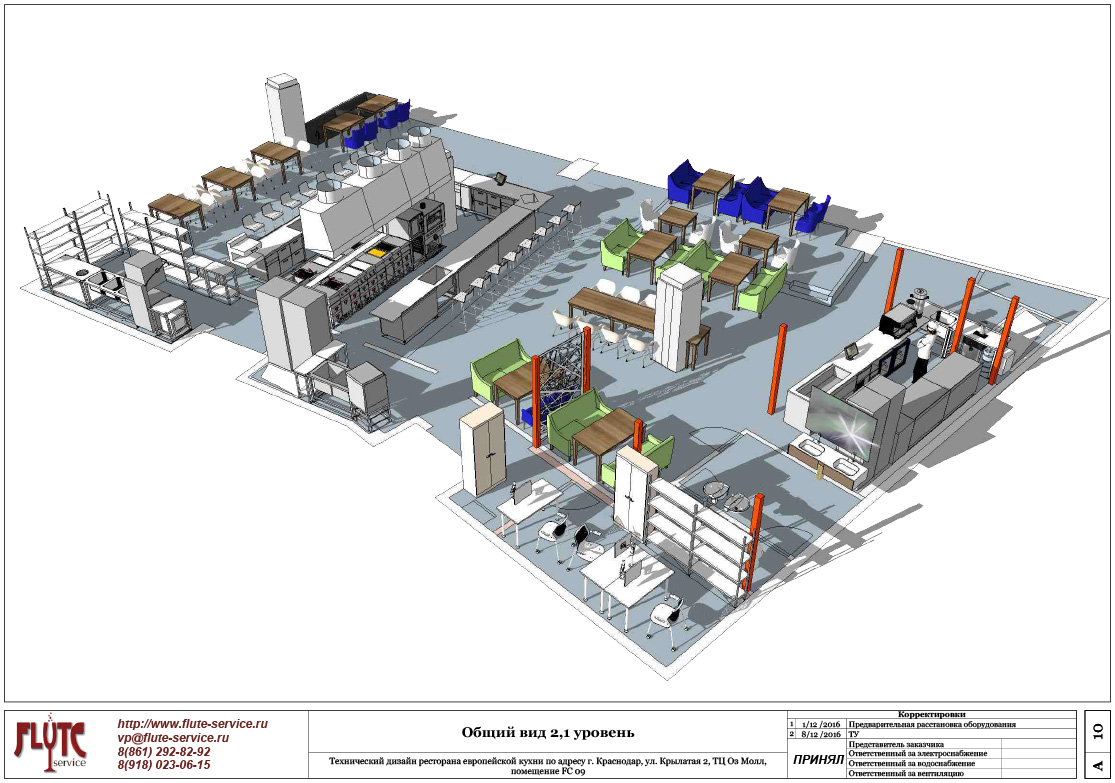 FLUTE
service
http://www.flute-service.ru
vp@flute-service.ru
8(861) 292-82-92
8(918) 023-06-15
Общий вид 2,1 уровень
Технический дизайн ресторана европейской кухни по адресу г. Краснодар, ул. Крылатая 2, ТЦ Оз Молл,
помещение FC 09
Корректировки
1 1/12 /2016 Предварительная расстановка оборудования
2 8/12 /2016 ТУ
ПРИНЯЛ
Представитель заказчика
Ответственный за электроснабжение
Ответственный за водоснабжение
Ответственный за вентиляцию
10
А